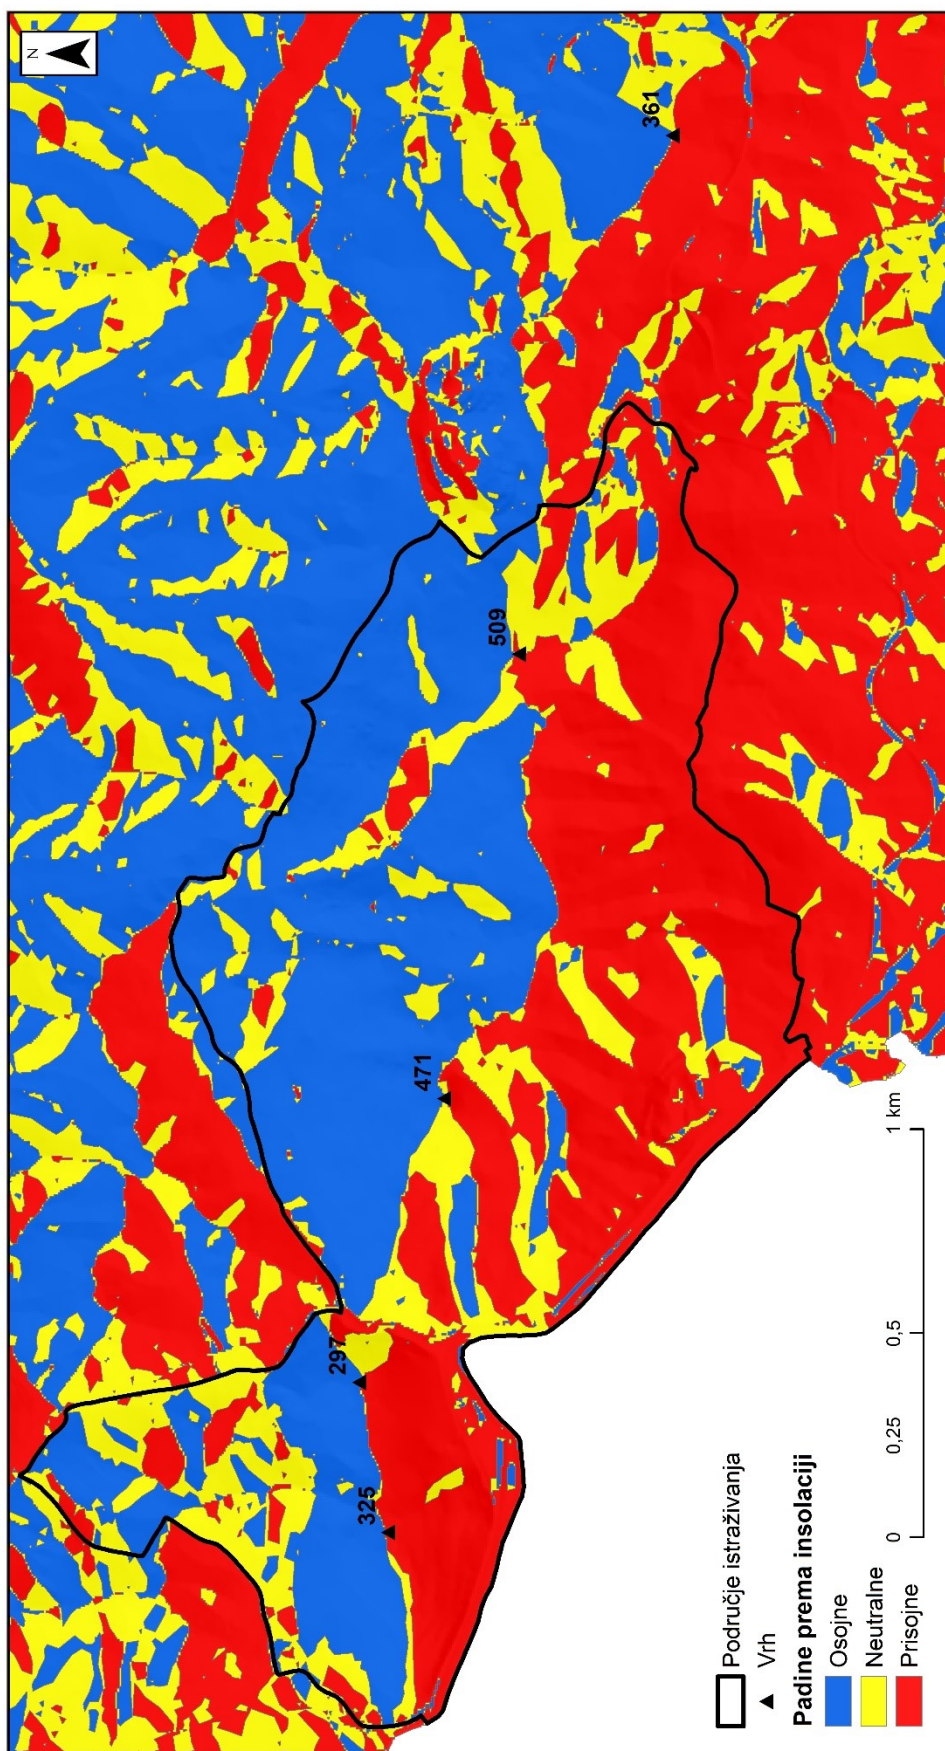 N
361
509
471
297
325
Područje istraživanja
Vrh
Padine prema insolaciji
Osojne
Neutralne
Prisojne
0 0,25 0,5 1 km